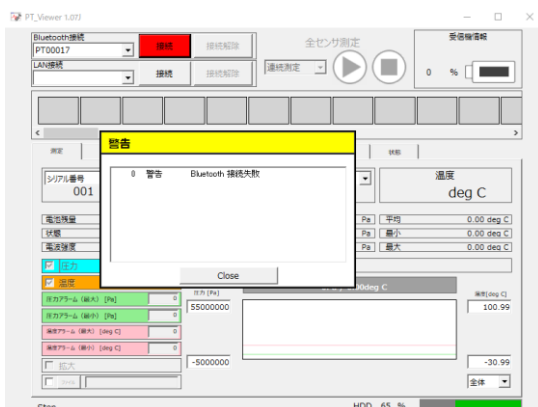 PT_Viewer 1.07J
Bluetooth接続
PT00017
接続
接続解除
LAN接続
接続
接続解除
全センサ測定
連続測定
受信機情報
0 %
警告
0 警告 Bluetooth 接続失敗
Close
測定
状態
シリアル番号
001
温度
deg C
電池残量
Pa 平均 0.00 deg C
状態
Pa 最小 0.00 deg C
電波強度
Pa 最大 0.00 deg C
圧力
温度
圧力アラーム (最大) [Pa] 0
圧力アラーム (最小) [Pa] 0
温度アラーム (最大) [deg C] 0
温度アラーム (最小) [deg C] 0
拡大
圧力 [Pa]
55000000
-5000000
0.00deg C
温度[deg C]
100.99
-30.99
全体
Stop
HDD 65 %